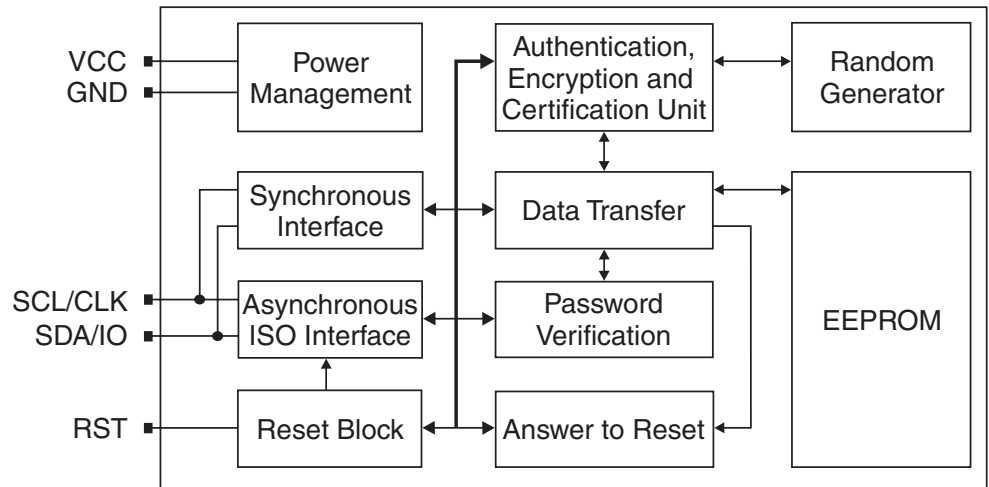 VCC
GND
Power
Management
Authentication,
Encryption and
Certification Unit
Random
Generator
Synchronous
Interface
Data Transfer
SCL/CLK
SDA/IO
Asynchronous
ISO Interface
Password
Verification
EEPROM
RST
Reset Block
Answer to Reset